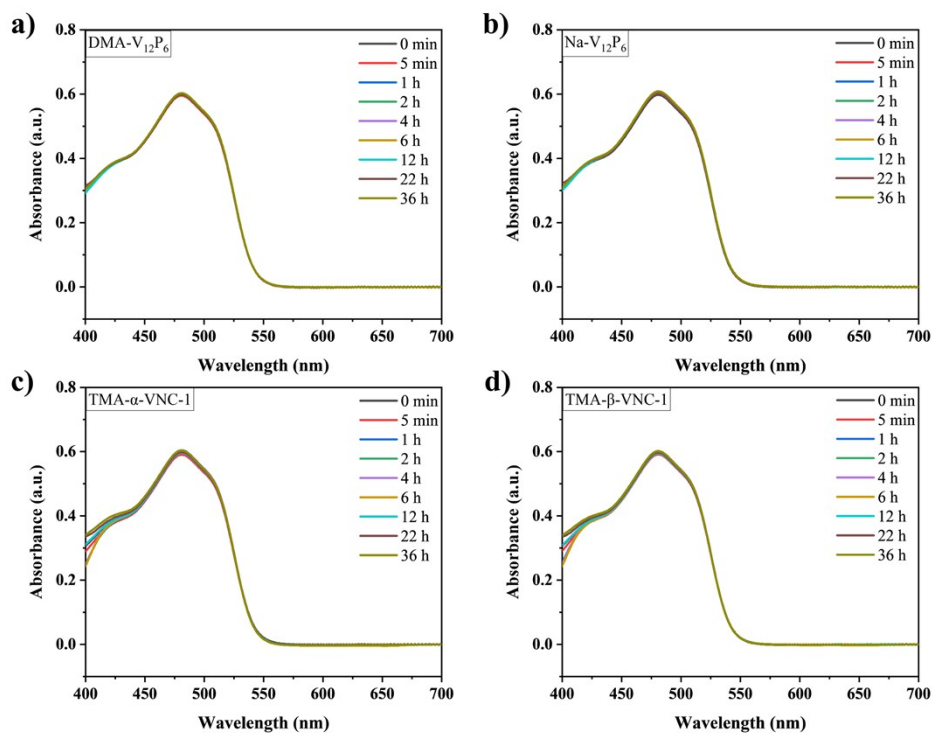 a)
DMA-V₁₂P₆
0 min
5 min
1 h
2 h
4 h
6 h
12 h
22 h
36 h
0.8
0.6
0.4
0.2
0.0
Absorbance (a.u.)
400 450 500 550 600 650 700
Wavelength (nm)
b)
Na-V₁₂P₆
0 min
5 min
1 h
2 h
4 h
6 h
12 h
22 h
36 h
0.8
0.6
0.4
0.2
0.0
Absorbance (a.u.)
400 450 500 550 600 650 700
Wavelength (nm)
c)
TMA-α-VNC-1
0 min
5 min
1 h
2 h
4 h
6 h
12 h
22 h
36 h
0.8
0.6
0.4
0.2
0.0
Absorbance (a.u.)
400 450 500 550 600 650 700
Wavelength (nm)
d)
TMA-β-VNC-1
0 min
5 min
1 h
2 h
4 h
6 h
12 h
22 h
36 h
0.8
0.6
0.4
0.2
0.0
Absorbance (a.u.)
400 450 500 550 600 650 700
Wavelength (nm)